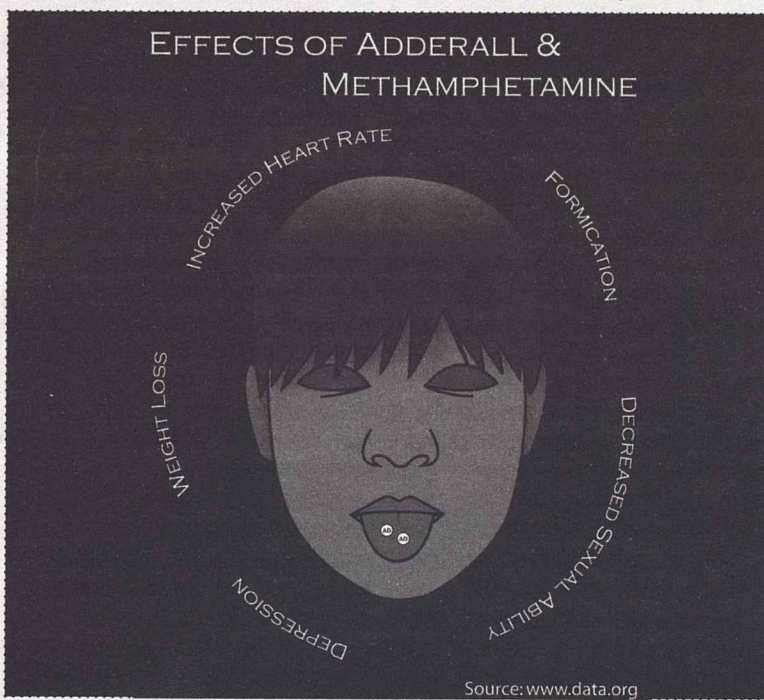 EFFECTS OF ADDERALL &
METHAMPHETAMINE
INCREASED HEART RATE
FORMICATION
WEIGHT LOSS
DECREASED SEXUAL ABILITY
DEPRESSION
AD
AD
Source: www.data.org